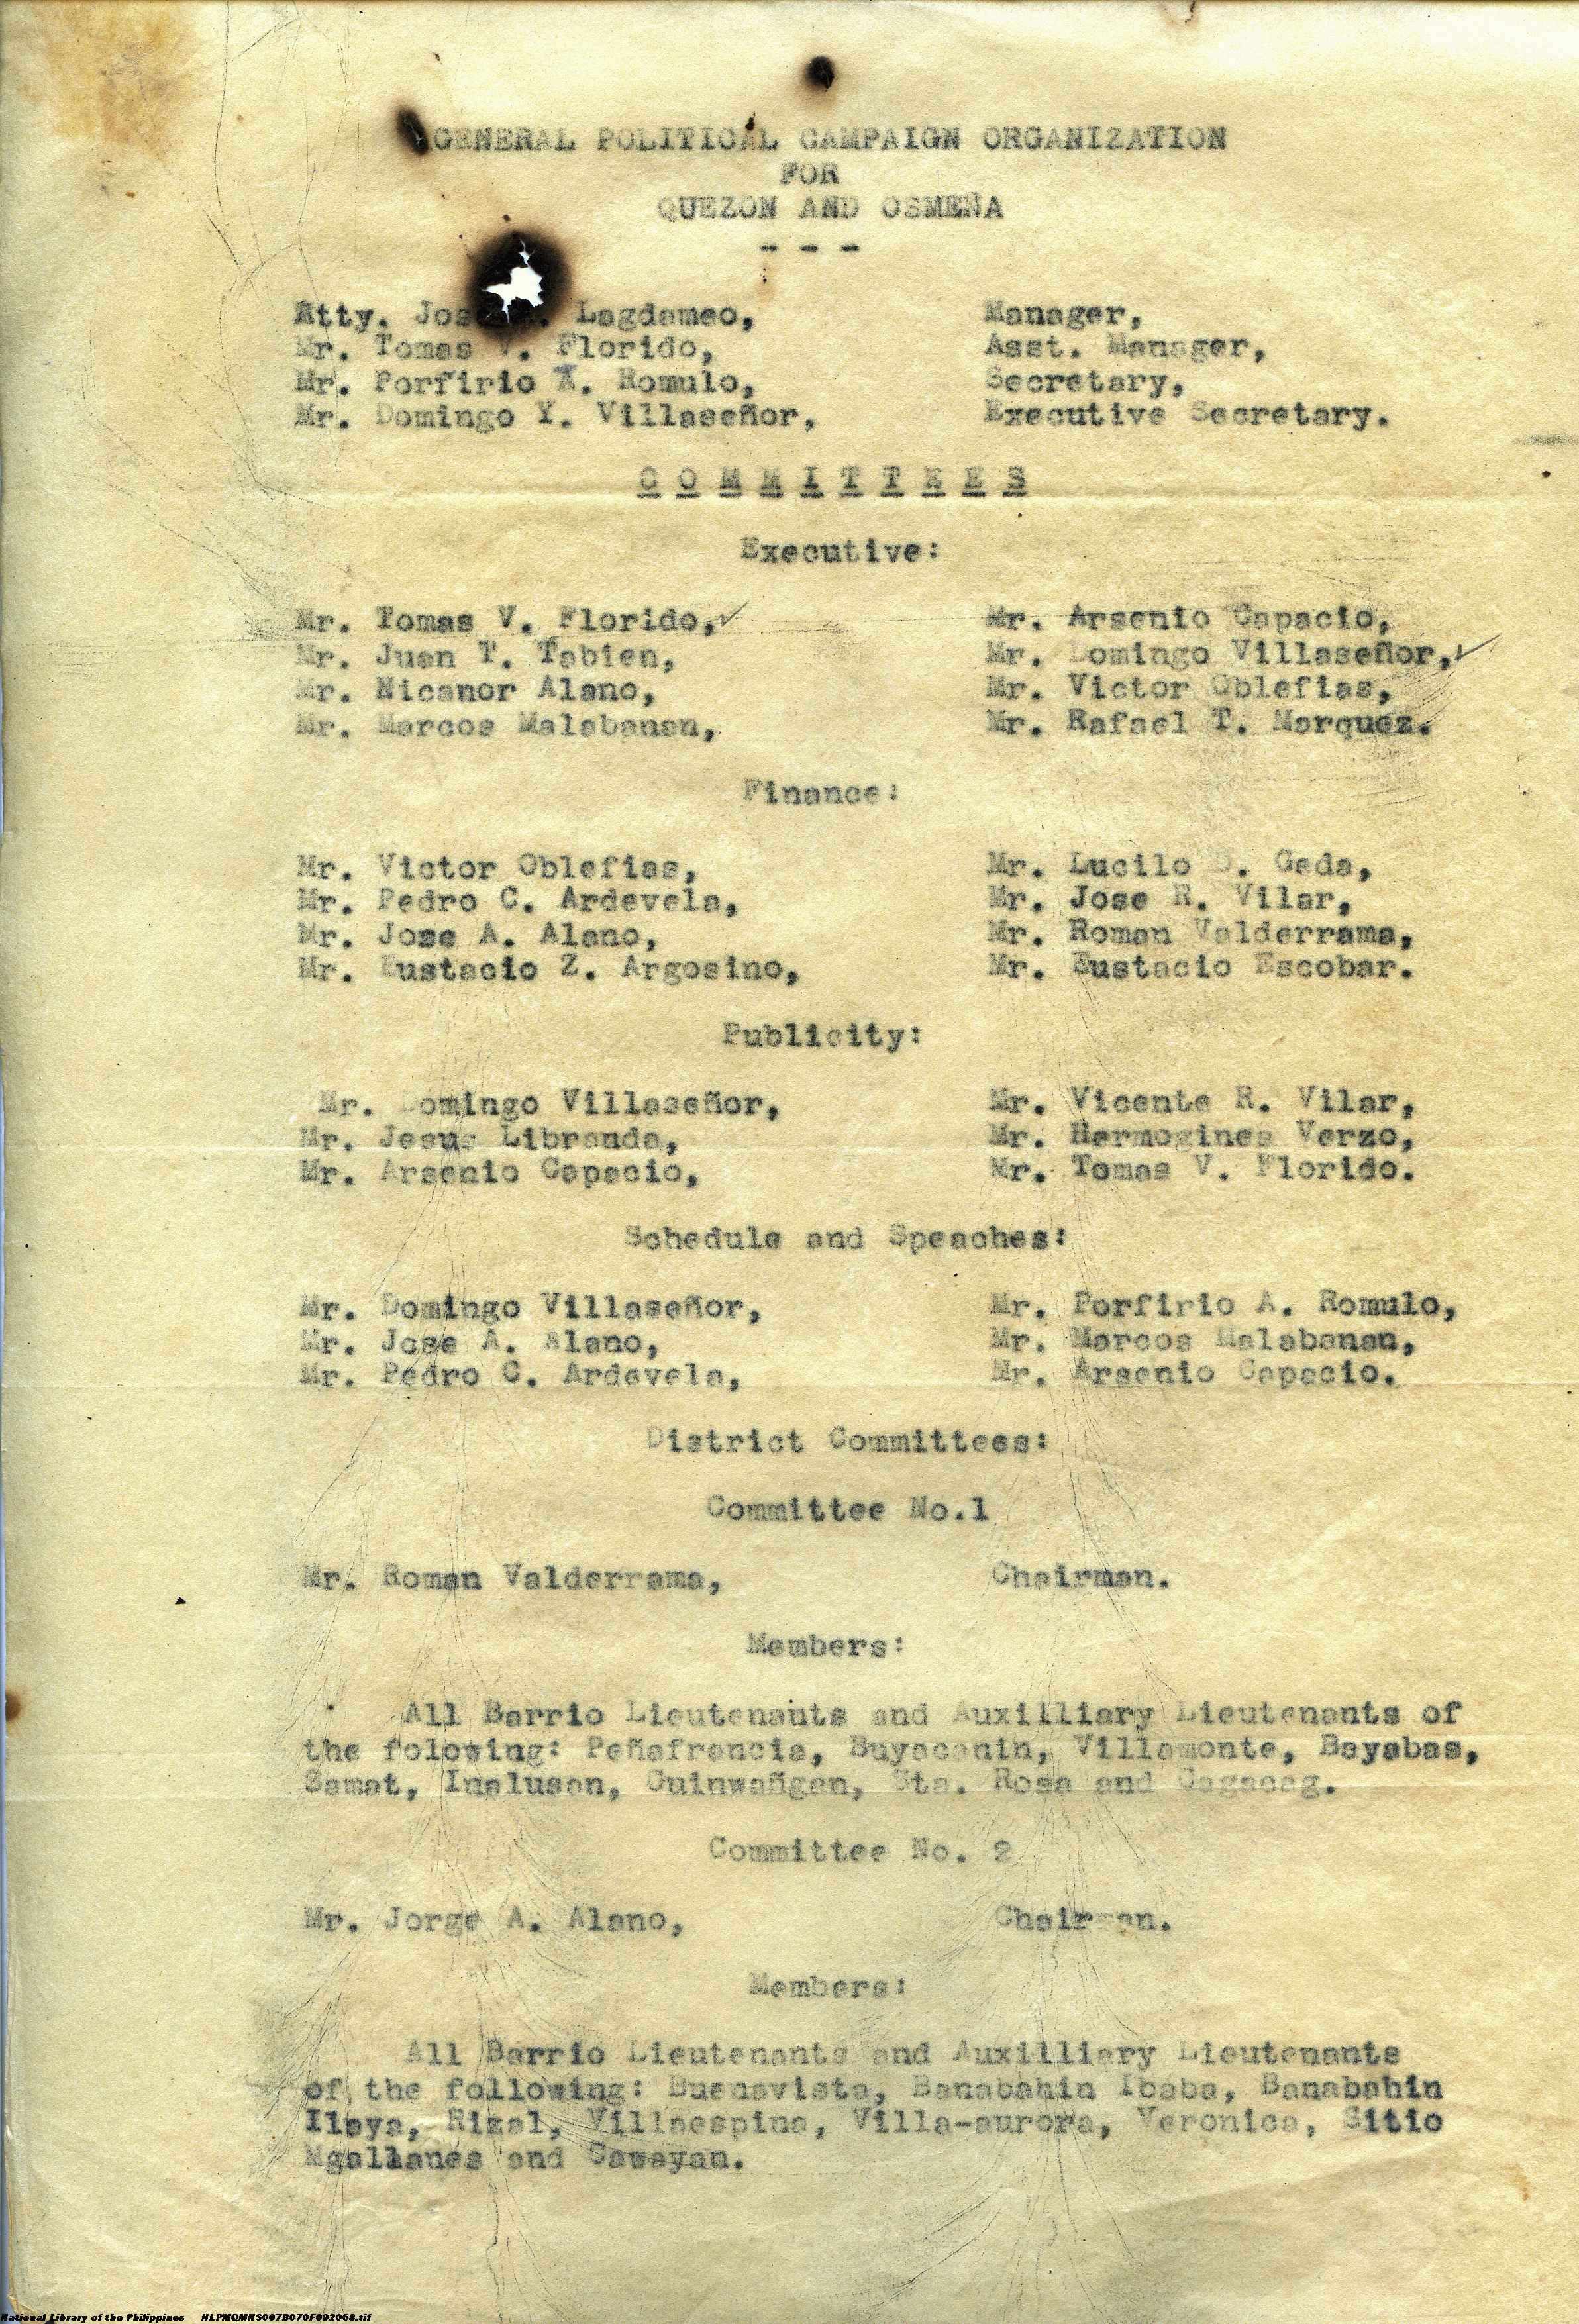 GENERAL POLITICAL CAMPAIGN ORGANIZATION
FOR
QUEZON AND OSMEÑA
- - -
Atty. Lagdameo, Manager,
Mr. Tomas V. Florido, Asst. Manager,
Mr. Porfirio A. Romulo, Secretary,
Mr. Domingo Y. Villaseñor, Executive Secretary.
C O M M I T T E E S
Executive:
Mr. Tomas V. Florido,✓ Mr. Arsenio Capacio,
Mr. Juan T. Tabien, Mr. Domingo Villaseñor,✓
Mr. Nicanor Alano, Mr. Victor Oblefias,
Mr. Marcos Malabanan, Mr. Rafael T. Marquez.
Finance:
Mr. Victor Oblefias, Mr. Lucilo Gada,
Mr. Pedro C. Ardevela, Mr. Jose R. Vilar,
Mr. Jose A. Alano, Mr. Roman Valderrama,
Mr. Eustacio Z. Argosino, Mr. Eustacio Escobar.
Publicity:
Mr. Domingo Villaseñor, Mr. Vicente R. Vilar,
Mr. Jesus Libranda, Mr. Hermogines Verzo,
Mr. Arsenio Capacio, Mr. Tomas V. Florido.
Schedule and Speaches:
Mr. Domingo Villaseñor, Mr. Porfirio A. Romulo,
Mr. Jose A. Alano, Mr. Marcos Malabanan,
Mr. Pedro C. Ardevela, Mr. Arsenio Capacio.
District Committees:
Committee No.1
Mr. Roman Valderrama, Chairman.
Members:
All Barrio Lieutenants and Auxilliary Lieutenants of
the folowing: Peñafrancia, Buyacanin, Villamonte, Bayabas,
Samat, Inalusan, Guinwañgan, Sta. Rosa and Cagacag.
Committee No. 2
Mr. Jorge A. Alano, Chairman.
Members:
All Barrio Lieutenants and Auxilliary Lieutenants
of the following: Buenavista, Banabahin Ibaba, Banabahin
Ilaya, Rizal, Villaespina, Villa-aurora, Veronica, Sitio
Mgallanes and Cawayan.
National Library of the Philippines NLPMQMNS007B070F092068.tif